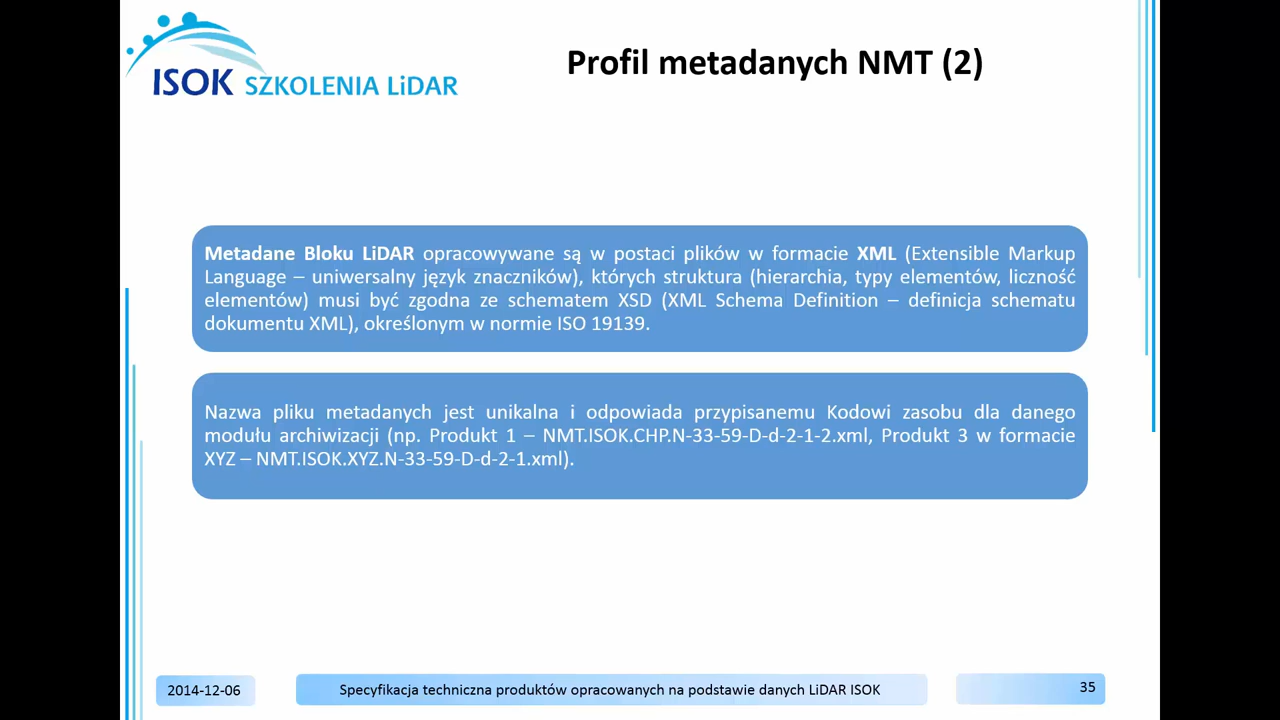 ISOK SZKOLENIA LiDAR
Profil metadanych NMT (2)
Metadane Bloku LiDAR opracowywane są w postaci plików w formacie XML (Extensible Markup
Language – uniwersalny język znaczników), których struktura (hierarchia, typy elementów, liczność
elementów) musi być zgodna ze schematem XSD (XML Schema Definition – definicja schematu
dokumentu XML), określonym w normie ISO 19139.
Nazwa pliku metadanych jest unikalna i odpowiada przypisanemu Kodowi zasobu dla danego
modułu archiwizacji (np. Produkt 1 – NMT.ISOK.CHP.N-33-59-D-d-2-1-2.xml, Produkt 3 w formacie
XYZ – NMT.ISOK.XYZ.N-33-59-D-d-2-1.xml).
2014-12-06
Specyfikacja techniczna produktów opracowanych na podstawie danych LiDAR ISOK
35